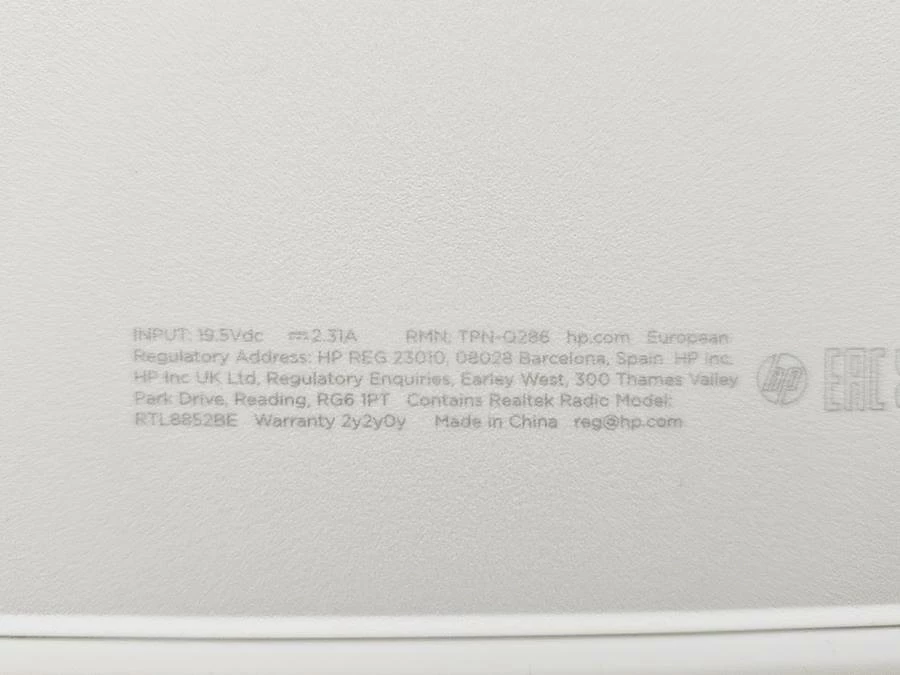 INPUT: 19.5Vdc ⎓2.31A RMN: TPN-Q286 hp.com European
Regulatory Address: HP REG 23010, 08028 Barcelona, Spain HP Inc.
HP Inc UK Ltd, Regulatory Enquiries, Earley West, 300 Thames Valley
Park Drive, Reading, RG6 1PT Contains Realtek Radio Model:
RTL8852BE Warranty 2y2y0y Made in China reg@hp.com
hp
EAC